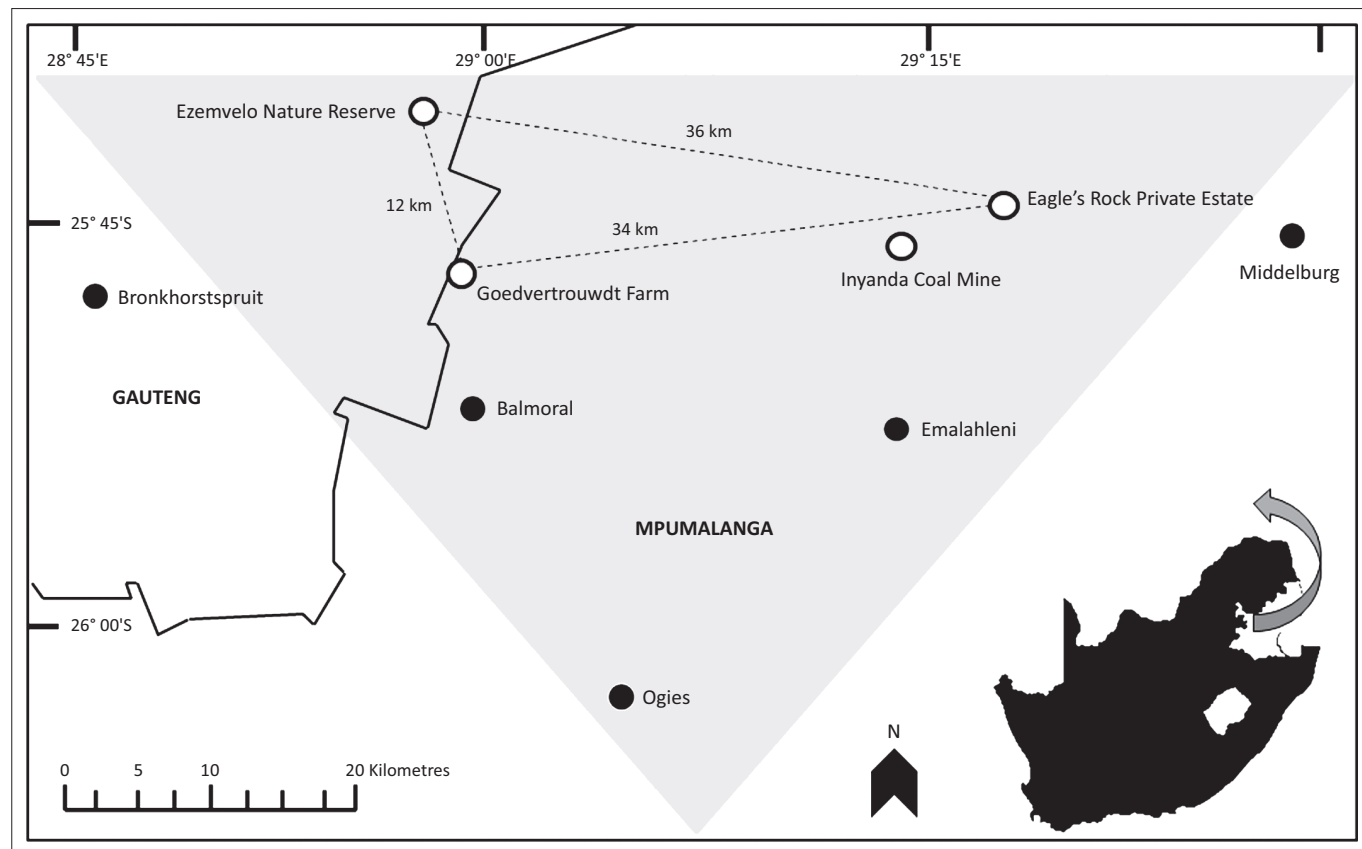 28° 45'E
29° 00'E
29° 15'E
Ezemvelo Nature Reserve
36 km
Eagle's Rock Private Estate
12 km
25° 45'S
34 km
Middelburg
Inyanda Coal Mine
Goedvertrouwdt Farm
Bronkhorstspruit
GAUTENG
Balmoral
Emalahleni
MPUMALANGA
26° 00'S
Ogies
N
0 5 10 20 Kilometres